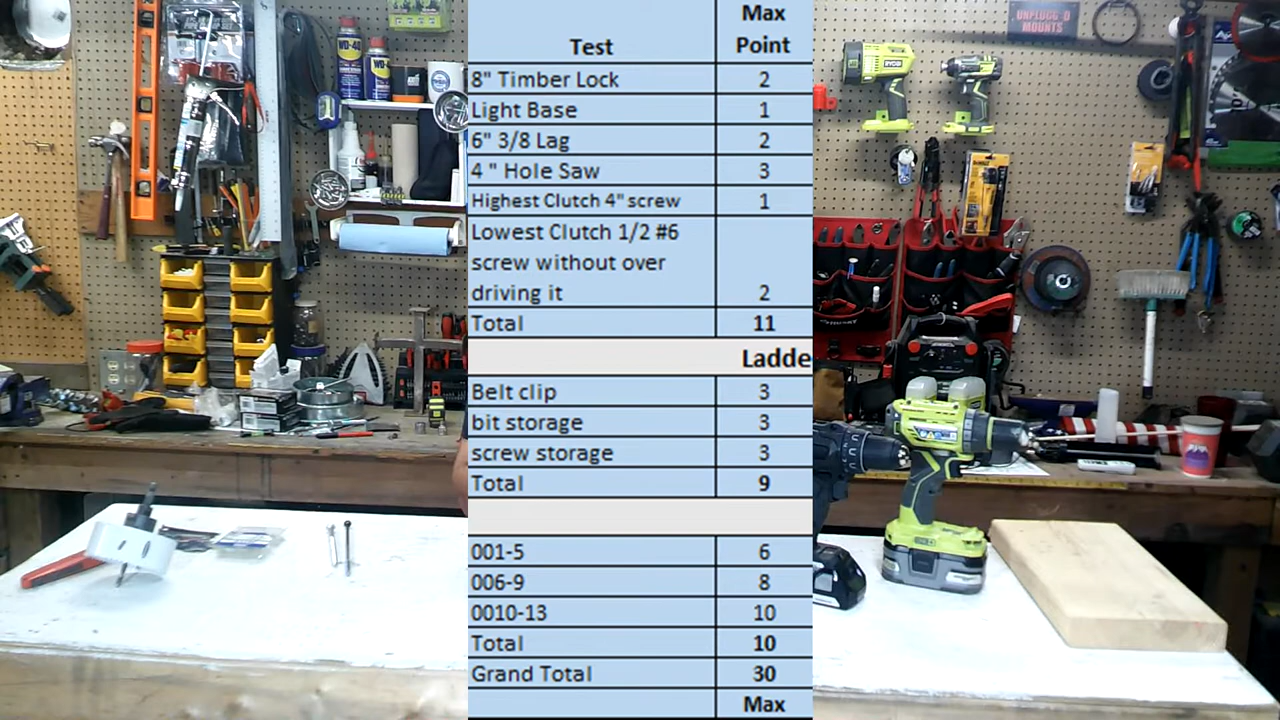 Max
Test Point
8" Timber Lock 2
Light Base 1
6" 3/8 Lag 2
4 " Hole Saw 3
Highest Clutch 4" screw 1
Lowest Clutch 1/2 #6
screw without over
driving it 2
Total 11
Ladde
Belt clip 3
bit storage 3
screw storage 3
Total 9
001-5 6
006-9 8
0010-13 10
Total 10
Grand Total 30
Max
WD-40
WD-40
UNPLUGG D
MOUNTS
RYOBI
DEWALT